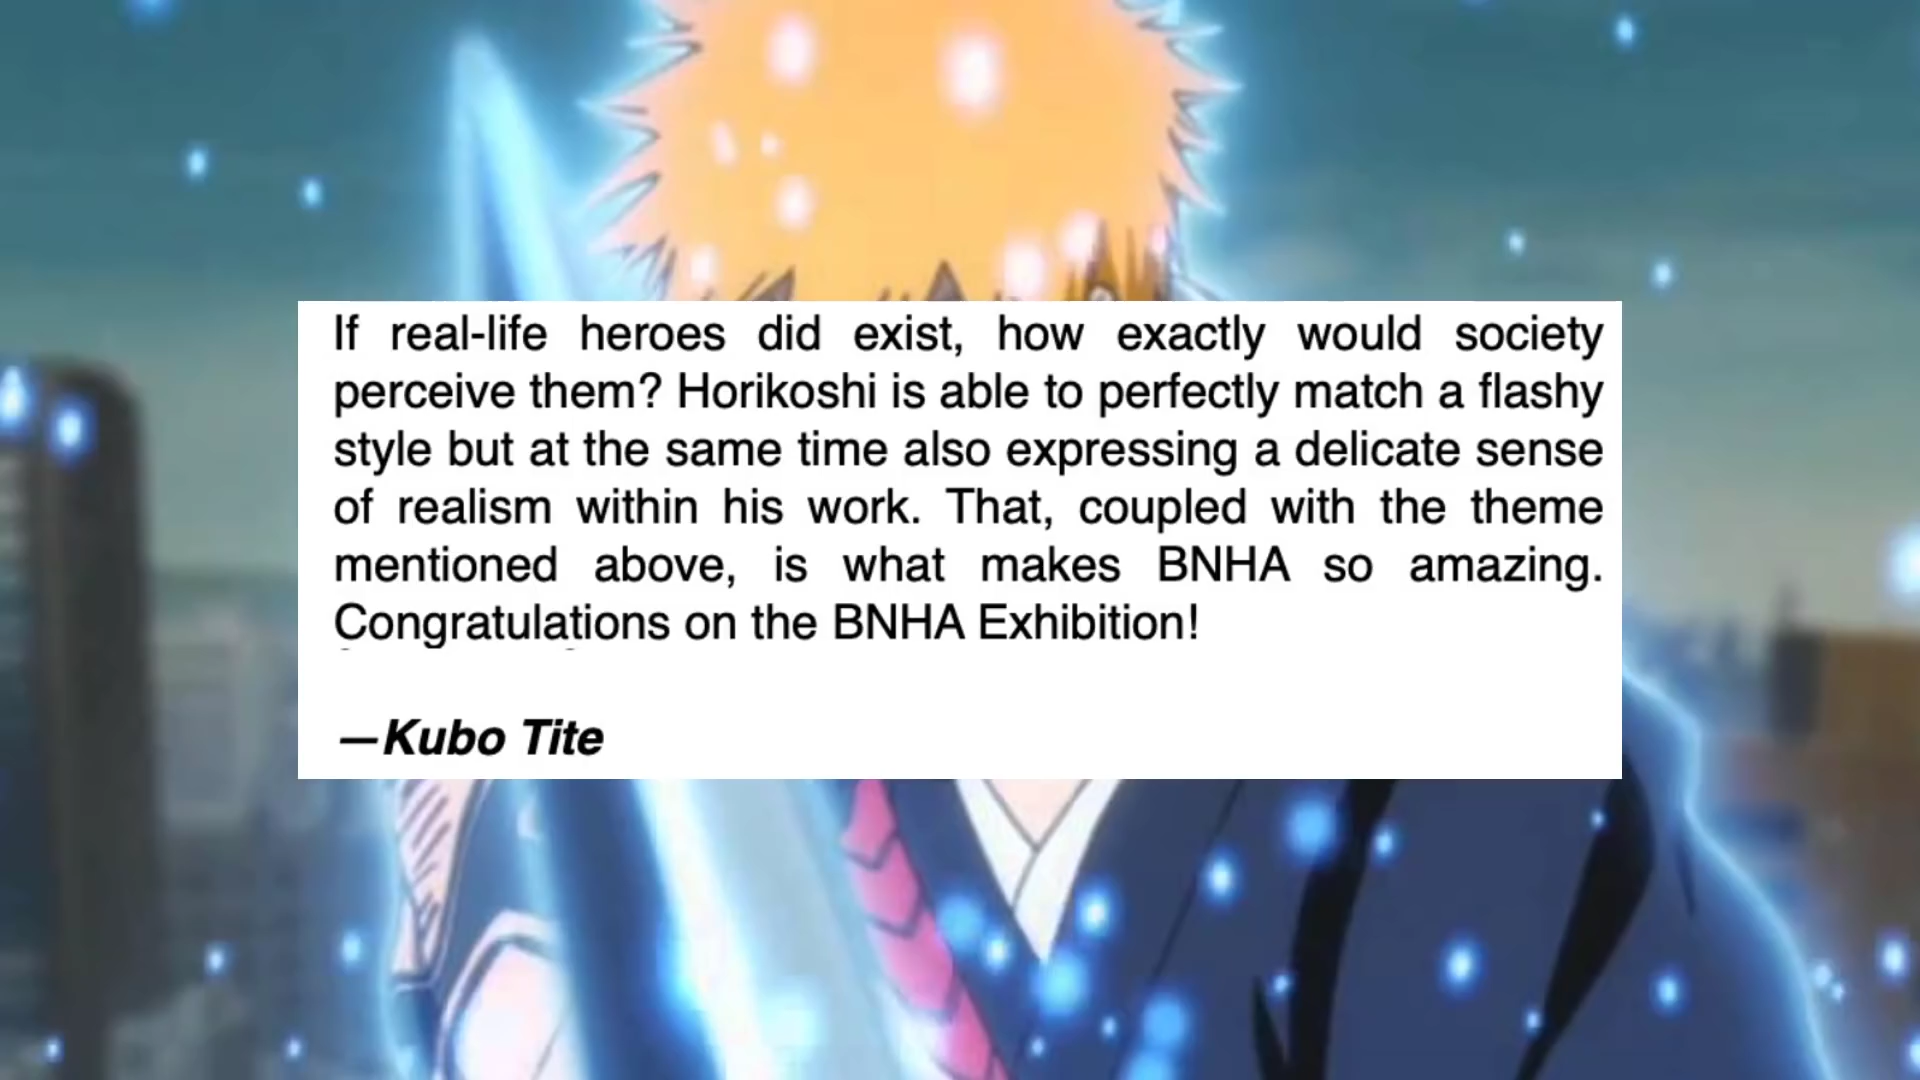 If real-life heroes did exist, how exactly would society
perceive them? Horikoshi is able to perfectly match a flashy
style but at the same time also expressing a delicate sense
of realism within his work. That, coupled with the theme
mentioned above, is what makes BNHA so amazing.
Congratulations on the BNHA Exhibition!
—Kubo Tite